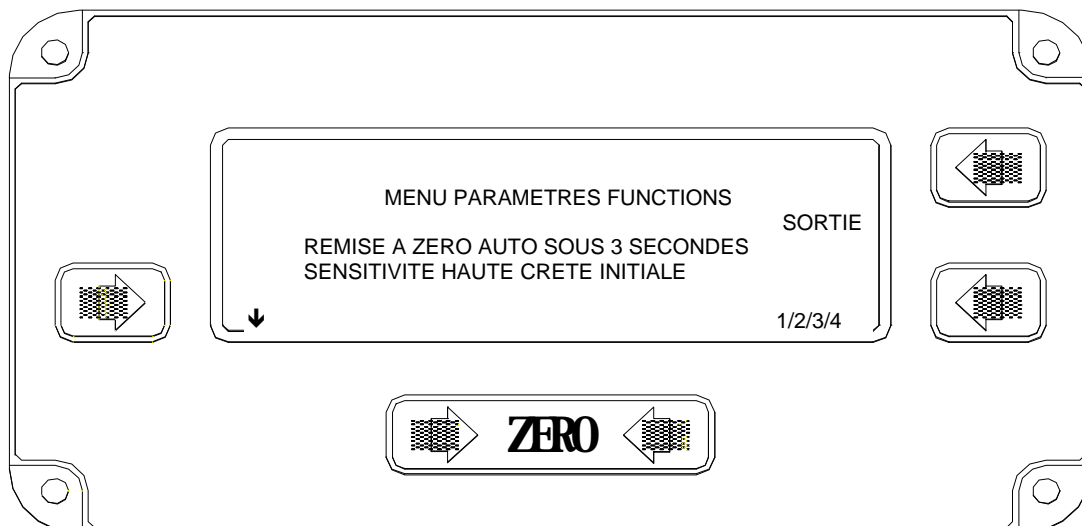 MENU PARAMETRES FUNCTIONS
SORTIE
REMISE A ZERO AUTO SOUS 3 SECONDES
SENSITIVITE HAUTE CRETE INITIALE
1/2/3/4
ZERO